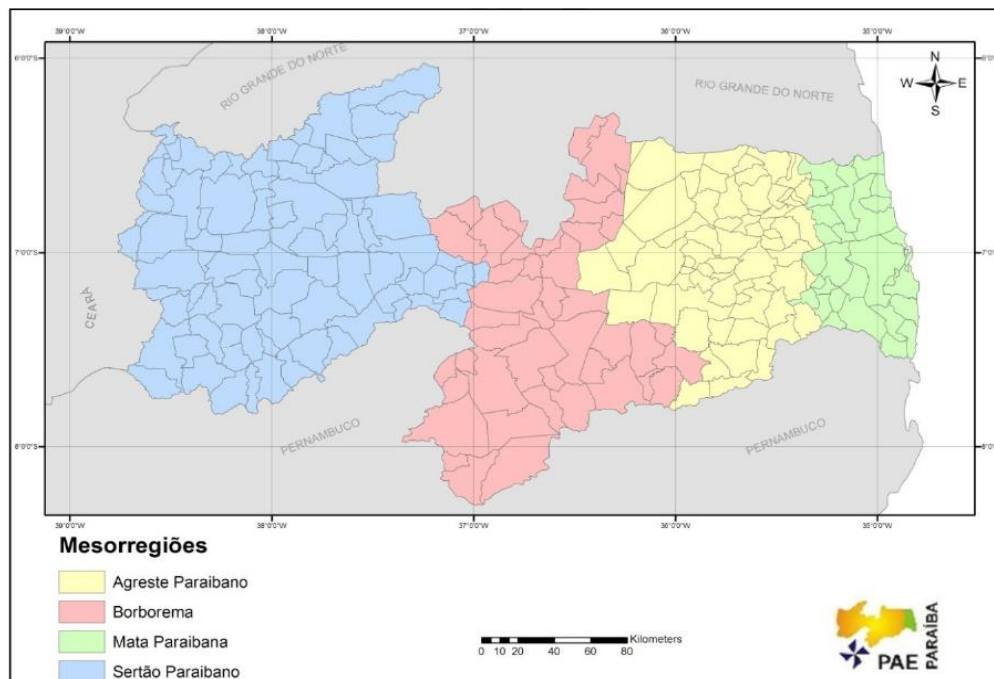 39°0'0"W 38°0'0"W 37°0'0"W 36°0'0"W 35°0'0"W
6°0'0"S
RIO GRANDE DO NORTE
RIO GRANDE DO NORTE
N
W E
S
7°0'0"S
CEARÁ
PERNAMBUCO
PERNAMBUCO
8°0'0"S
39°0'0"W 38°0'0"W 37°0'0"W 36°0'0"W 35°0'0"W
Mesorregiões
Agreste Paraibano
Borborema
Mata Paraibana
Sertão Paraibano
Kilometers
0 10 20 40 60 80
PAE PARAÍBA